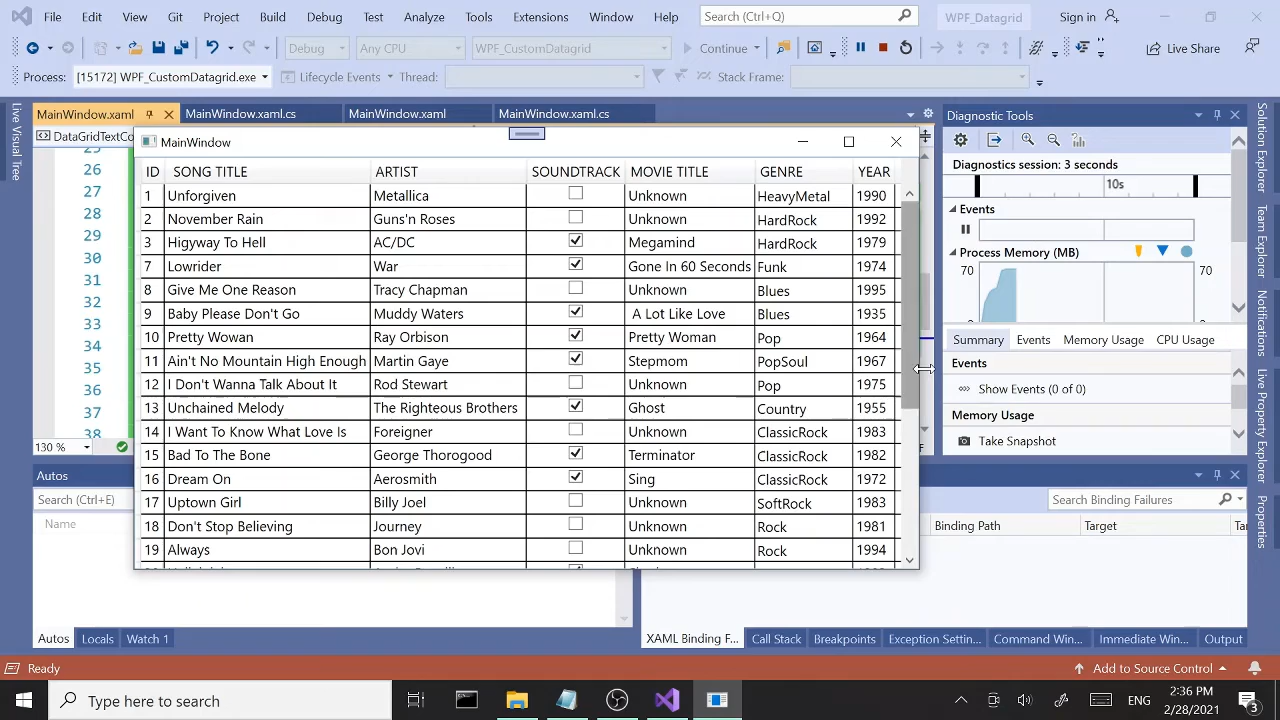 File Edit View Git Project Build Debug Test Analyze Tools Extensions Window Help Search (Ctrl+Q) WPF_Datagrid Sign in
Debug Any CPU WPF_CustomDatagrid Continue Live Share
Process: [15172] WPF_CustomDatagrid.exe Lifecycle Events Thread: Stack Frame:
Live Visual Tree
MainWindow.xaml MainWindow.xaml.cs MainWindow.xaml MainWindow.xaml.cs
26
27
28
29
30
31
32
33
34
35
36
37
38
130 %
MainWindow
ID SONG TITLE ARTIST SOUNDTRACK MOVIE TITLE GENRE YEAR
1 Unforgiven Metallica Unknown HeavyMetal 1990
2 November Rain Guns'n Roses Unknown HardRock 1992
3 Higyway To Hell AC/DC Megamind HardRock 1979
7 Lowrider War Gone In 60 Seconds Funk 1974
8 Give Me One Reason Tracy Chapman Unknown Blues 1995
9 Baby Please Don't Go Muddy Waters A Lot Like Love Blues 1935
10 Pretty Wowan Ray Orbison Pretty Woman Pop 1964
11 Ain't No Mountain High Enough Martin Gaye Stepmom PopSoul 1967
12 I Don't Wanna Talk About It Rod Stewart Unknown Pop 1975
13 Unchained Melody The Righteous Brothers Ghost Country 1955
14 I Want To Know What Love Is Foreigner Unknown ClassicRock 1983
15 Bad To The Bone George Thorogood Terminator ClassicRock 1982
16 Dream On Aerosmith Sing ClassicRock 1972
17 Uptown Girl Billy Joel Unknown SoftRock 1983
18 Don't Stop Believing Journey Unknown Rock 1981
19 Always Bon Jovi Unknown Rock 1994
Diagnostic Tools
Diagnostics session: 3 seconds
10s
Events
Process Memory (MB)
70 70
Summary Events Memory Usage CPU Usage
Events
Show Events (0 of 0)
Memory Usage
Take Snapshot
Solution Explorer
Team Explorer
Notifications
Live Property Explorer
Properties
Autos
Search (Ctrl+E)
Name
Autos Locals Watch 1
Search Binding Failures
Binding Path Target
XAML Binding F... Call Stack Breakpoints Exception Settin... Command Win... Immediate Win... Output
Ready Add to Source Control
Type here to search ENG
:36 PM
2/28/2021
3